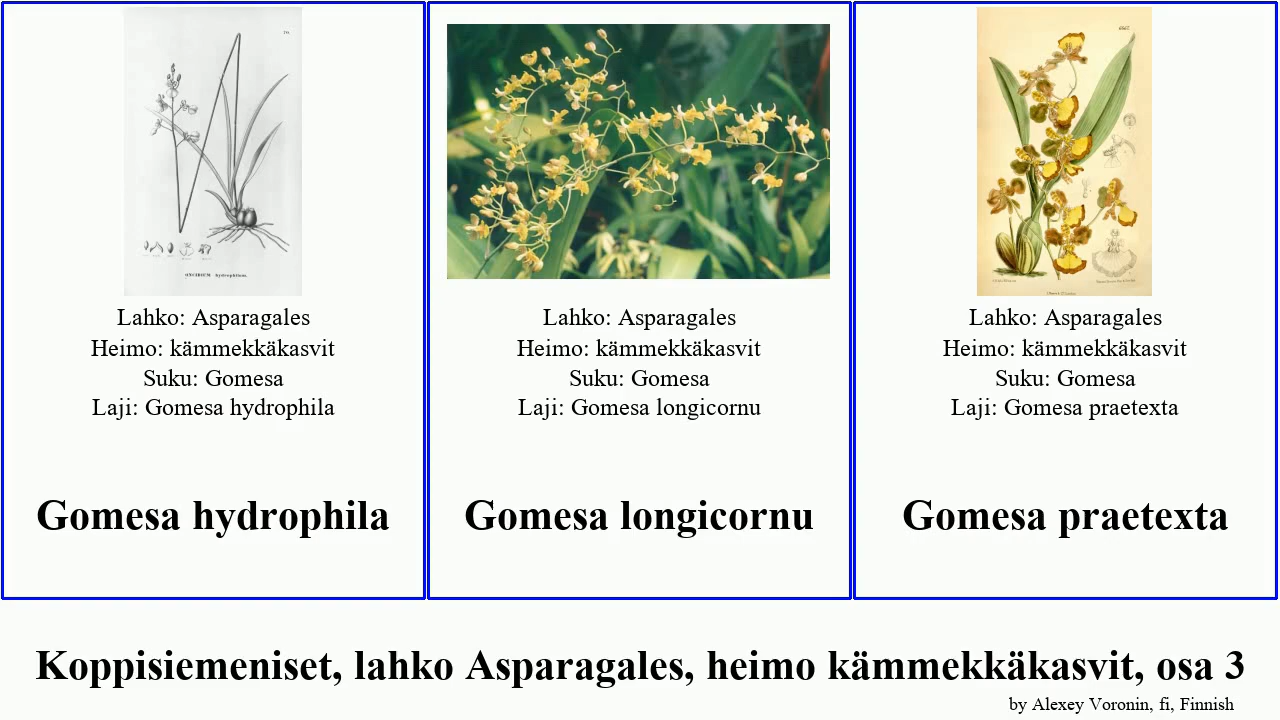 ONCIDIUM hydrophilum.
Lahko: Asparagales
Heimo: kämmekkäkasvit
Suku: Gomesa
Laji: Gomesa hydrophila
Gomesa hydrophila
Lahko: Asparagales
Heimo: kämmekkäkasvit
Suku: Gomesa
Laji: Gomesa longicornu
Gomesa longicornu
Lahko: Asparagales
Heimo: kämmekkäkasvit
Suku: Gomesa
Laji: Gomesa praetexta
Gomesa praetexta
Koppisiemeniset, lahko Asparagales, heimo kämmekkäkasvit, osa 3
by Alexey Voronin, fi, Finnish